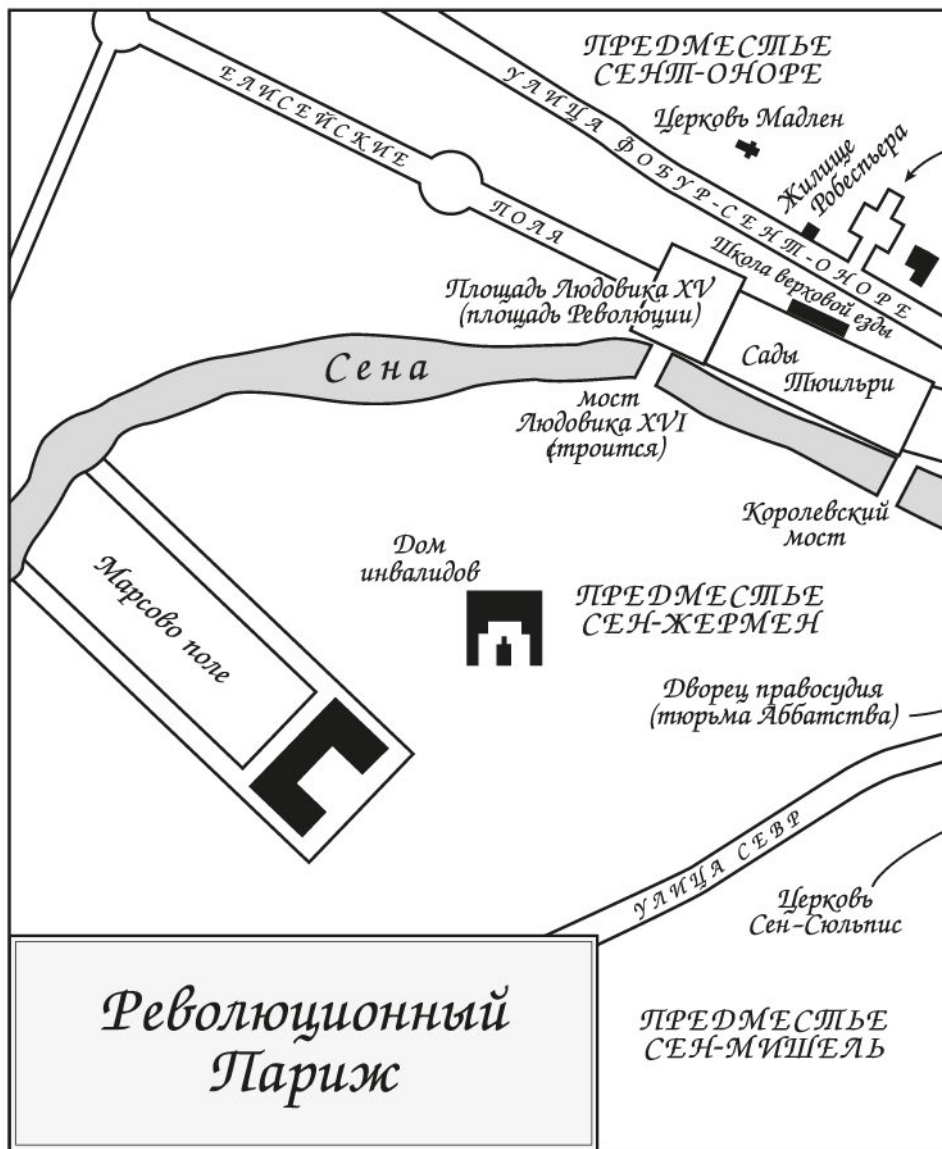 ПРЕДМЕСТЬЕ
СЕНТ-ОНОРЕ
УЛИЦА ФОБУР-СЕНТ-ОНОРЕ
Церковь Мадлен
Жилище
Робеспьера
ЕЛИСЕЙСКИЕ ПОЛЯ
Школа верховой езды
Площадь Людовика XV
(площадь Революции)
Сады
Тюильри
Сена
мост
Людовика XVI
(строится)
Королевский
мост
Дом
инвалидов
ПРЕДМЕСТЬЕ
СЕН-ЖЕРМЕН
Марсово поле
Дворец правосудия
(тюрьма Аббатства)
УЛИЦА СЕВР
Церковь
Сен-Сюльпис
Революционный
Париж
ПРЕДМЕСТЬЕ
СЕН-МИШЕЛЬ